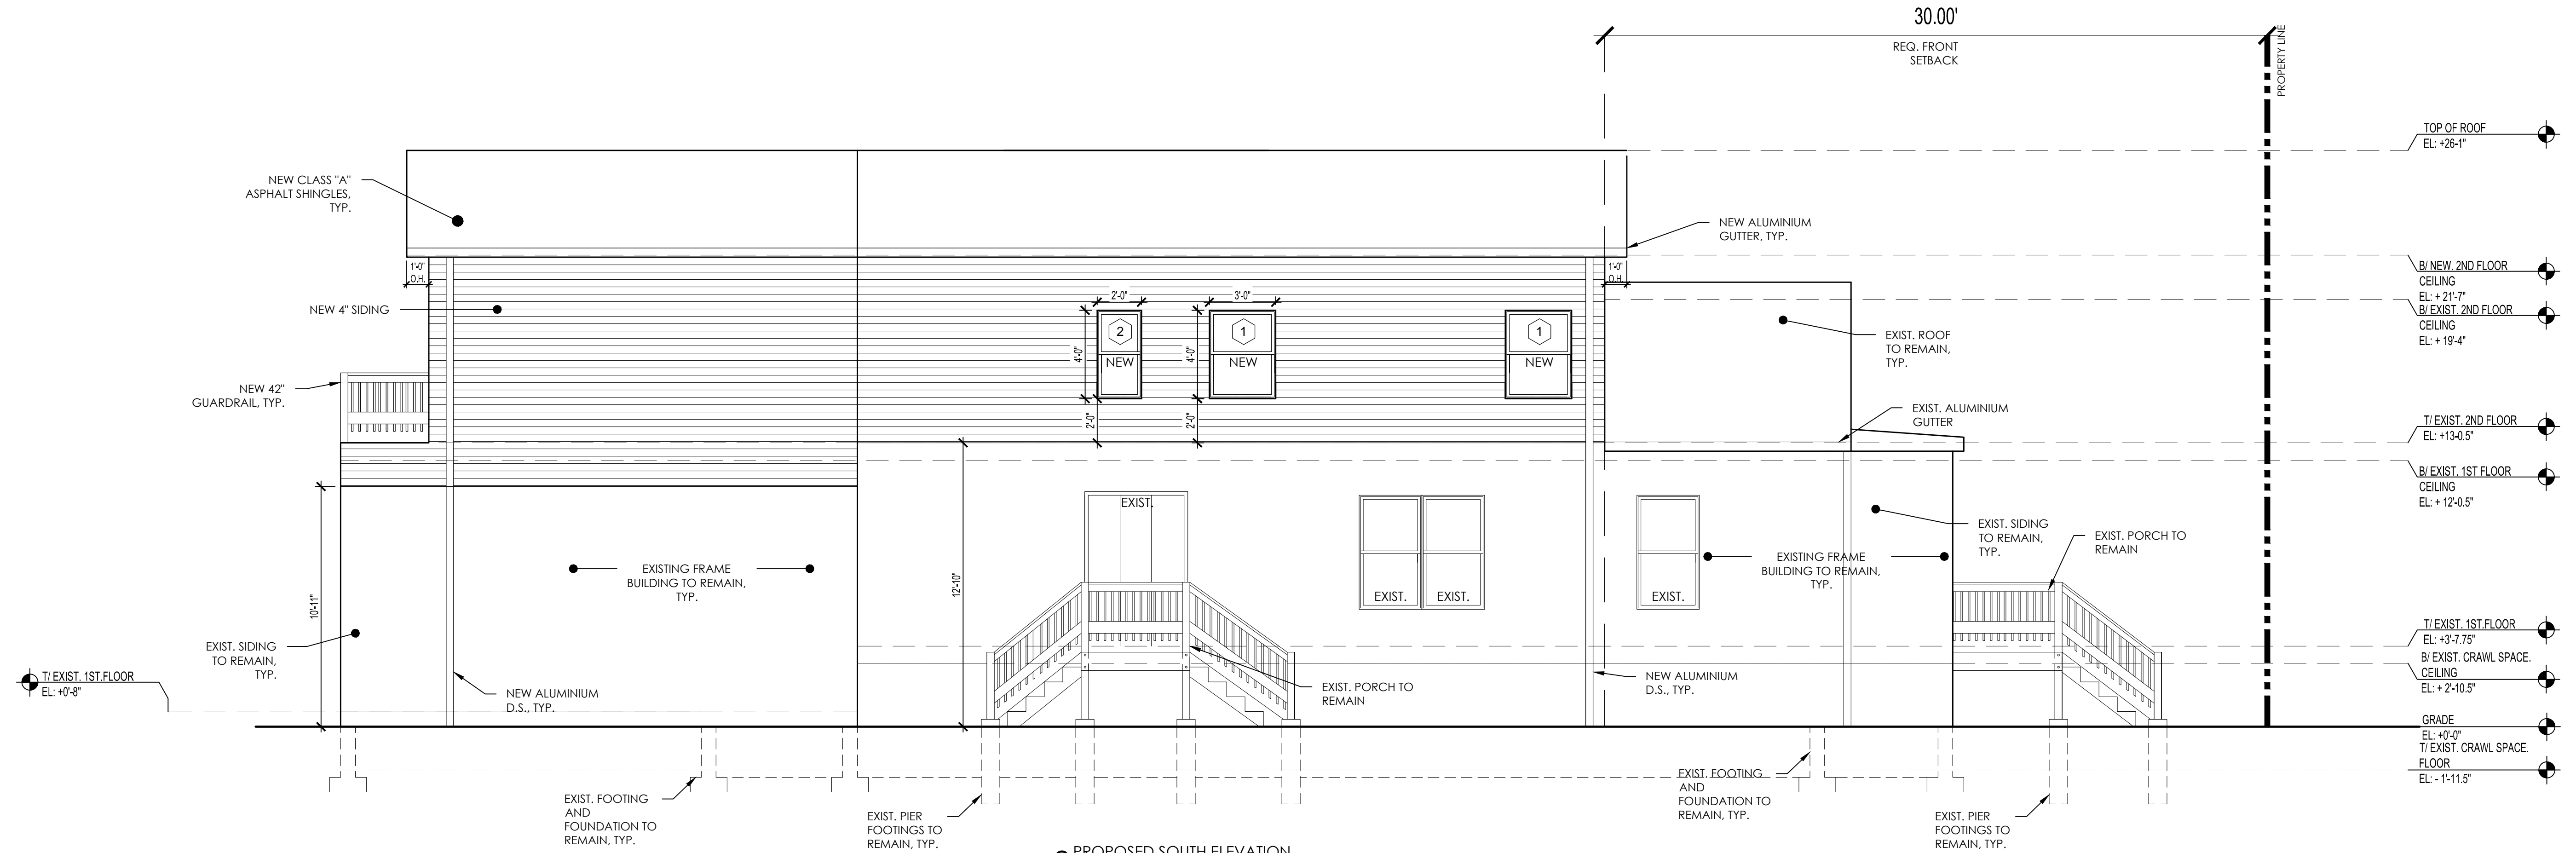 30.00'
REQ. FRONT
SETBACK
PROPERTY LINE
TOP OF ROOF
EL: +26-1"
NEW CLASS "A"
ASPHALT SHINGLES,
TYP.
NEW ALUMINIUM
GUTTER, TYP.
1'-0"
O.H.
1'-0"
O.H.
B/ NEW. 2ND FLOOR
CEILING
EL: + 21'-7"
B/ EXIST. 2ND FLOOR
CEILING
EL: + 19'-4"
NEW 4" SIDING
2'-0"
3'-0"
2
1
1
NEW
NEW
NEW
4'-0"
4'-0"
2'-0"
2'-0"
EXIST. ROOF
TO REMAIN,
TYP.
NEW 42"
GUARDRAIL, TYP.
EXIST. ALUMINIUM
GUTTER
T/ EXIST. 2ND FLOOR
EL: +13-0.5"
B/ EXIST. 1ST FLOOR
CEILING
EL: + 12'-0.5"
EXIST.
EXIST. SIDING
TO REMAIN,
TYP.
EXIST. PORCH TO
REMAIN
EXISTING FRAME
BUILDING TO REMAIN,
TYP.
EXISTING FRAME
BUILDING TO REMAIN,
TYP.
10'-11"
12'-10"
EXIST.
EXIST.
EXIST.
EXIST. SIDING
TO REMAIN,
TYP.
T/ EXIST. 1ST.FLOOR
EL: +3'-7.75"
B/ EXIST. CRAWL SPACE.
CEILING
EL: + 2'-10.5"
T/ EXIST. 1ST.FLOOR
EL: +0'-8"
NEW ALUMINIUM
D.S., TYP.
EXIST. PORCH TO
REMAIN
NEW ALUMINIUM
D.S., TYP.
GRADE
EL: +0'-0"
T/ EXIST. CRAWL SPACE.
FLOOR
EL: - 1'-11.5"
EXIST. FOOTING
AND
FOUNDATION TO
REMAIN, TYP.
EXIST. PIER
FOOTINGS TO
REMAIN, TYP.
EXIST. FOOTING
AND
FOUNDATION TO
REMAIN, TYP.
EXIST. PIER
FOOTINGS TO
REMAIN, TYP.
PROPOSED SOUTH ELEVATION